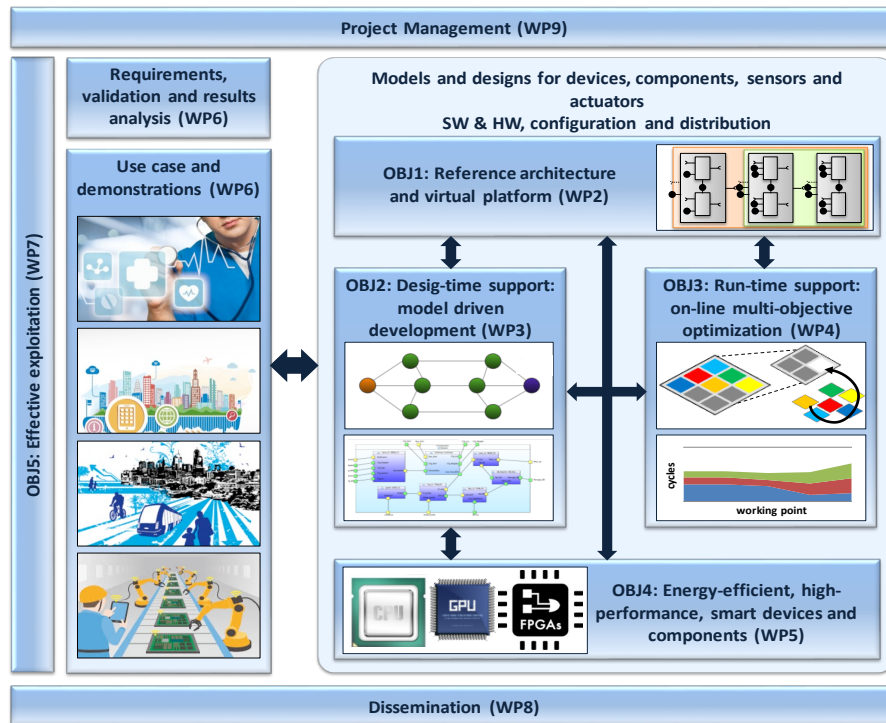 Project Management (WP9)
OBJ5: Effective exploitation (WP7)
Requirements,
validation and results
analysis (WP6)
Use case and
demonstrations (WP6)
Models and designs for devices, components, sensors and
actuators
SW & HW, configuration and distribution
OBJ1: Reference architecture
and virtual platform (WP2)
OBJ2: Desig-time support:
model driven
development (WP3)
OBJ3: Run-time support:
on-line multi-objective
optimization (WP4)
cycles
working point
CPU
GPU
FPGAs
OBJ4: Energy-efficient, high-
performance, smart devices and
components (WP5)
Dissemination (WP8)